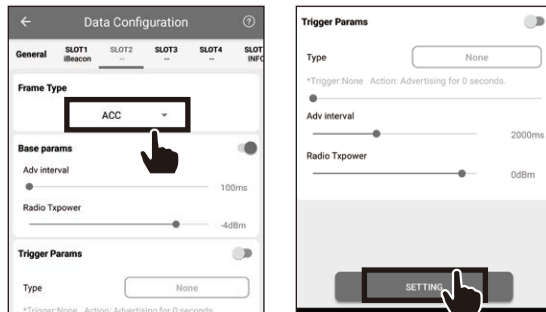 Data Configuration
General SLOT1 SLOT2 SLOT3 SLOT4 SLOT
iBeacon -- -- -- INFO
Frame Type
ACC
Base params
Adv interval
100ms
Radio Txpower
-4dBm
Trigger Params
Type None
*Trigger:None Action: Advertising for 0 seconds.
Trigger Params
Type None
*Trigger:None Action: Advertising for 0 seconds.
Adv interval
2000ms
Radio Txpower
0dBm
SETTING